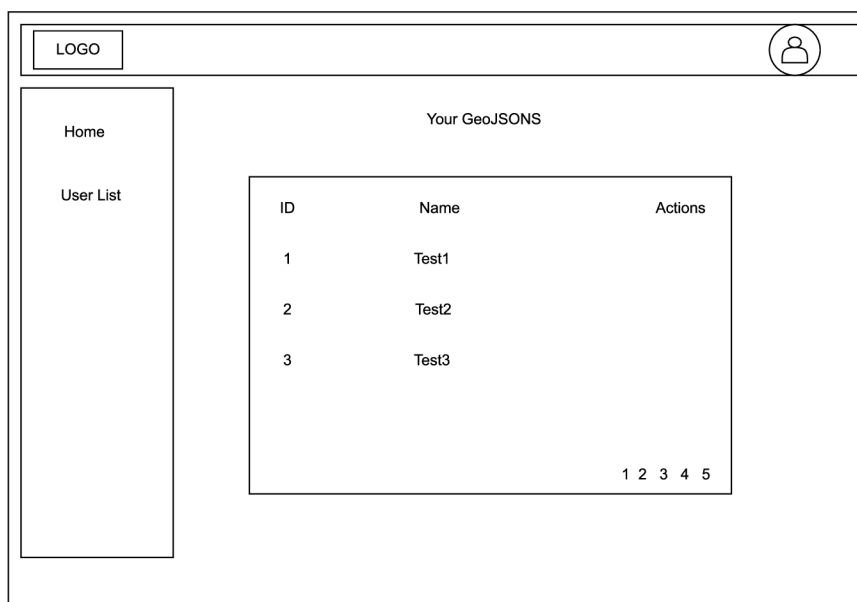 LOGO
Home
User List
Your GeoJSONS
ID Name Actions
1 Test1
2 Test2
3 Test3
1 2 3 4 5